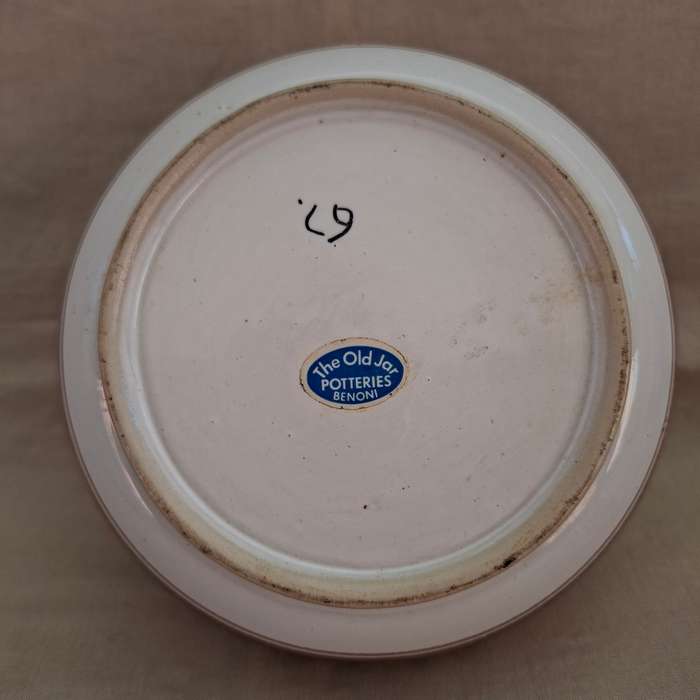 The Old Jar
POTTERIES
BENONI